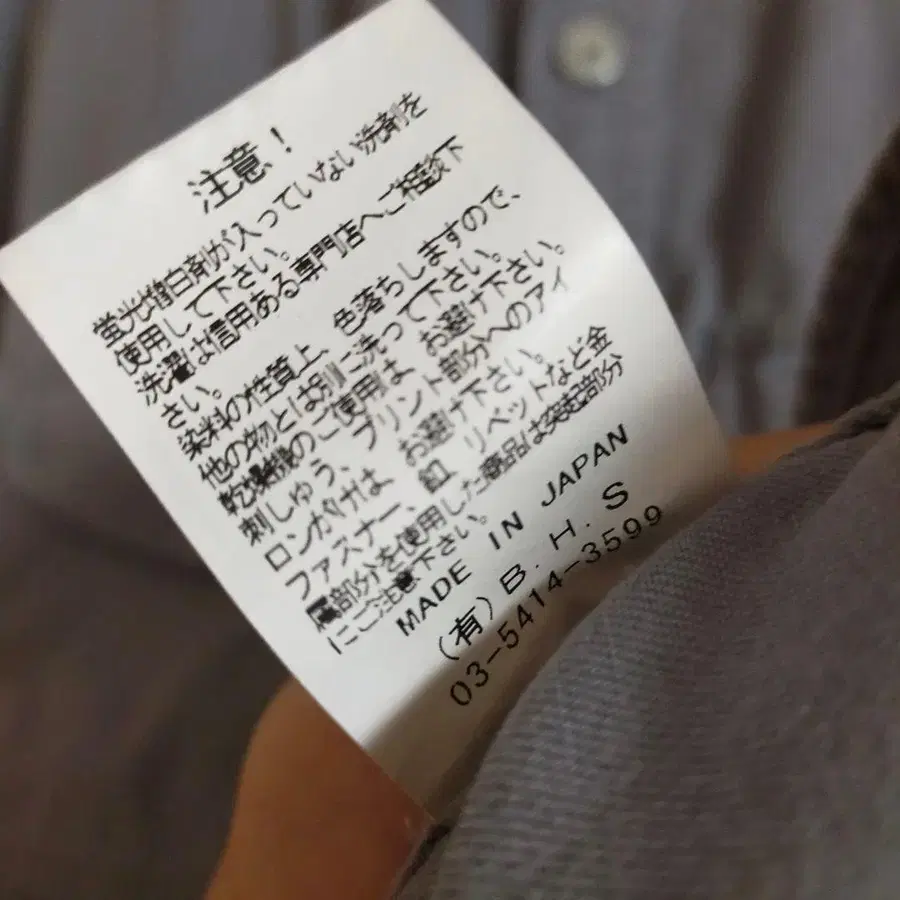 注意！
蛍光増白剤が入っていない洗剤を
使用して下さい。
洗濯は信用ある専門店へご相談下
さい。
染料の性質上、色落ちしますので、
他の物とは別に洗って下さい。
乾燥機のご使用は、お避け下さい。
刺しゅう、プリント部分へのアイ
ロンがけは、お避け下さい。
ファスナー、釦、リベットなど金
属部分を使用した商品は突起部分
にご注意下さい。
MADE IN JAPAN
(有)B.H.S
03-5414-3599